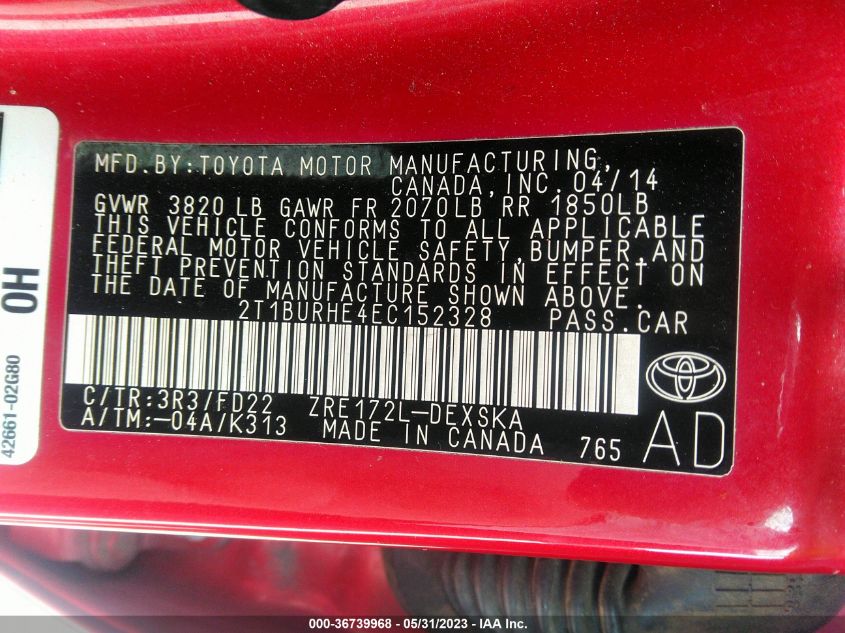 MFD.BY:TOYOTA MOTOR MANUFACTURING,
CANADA, INC. 04/14
GVWR 3820 LB GAWR FR 2070LB RR 1850LB
THIS VEHICLE CONFORMS TO ALL APPLICABLE
FEDERAL MOTOR VEHICLE SAFETY, BUMPER, AND
THEFT PREVENTION STANDARDS IN EFFECT ON
THE DATE OF MANUFACTURE SHOWN ABOVE.
2T1BURHE4EC152328 PASS.CAR
C/TR:3R3/FD22 ZRE172L-DEXSKA
A/TM:-04A/K313 MADE IN CANADA 765
AD
OH
42661-02G80
000-36739968 - 05/31/2023 - IAA Inc.